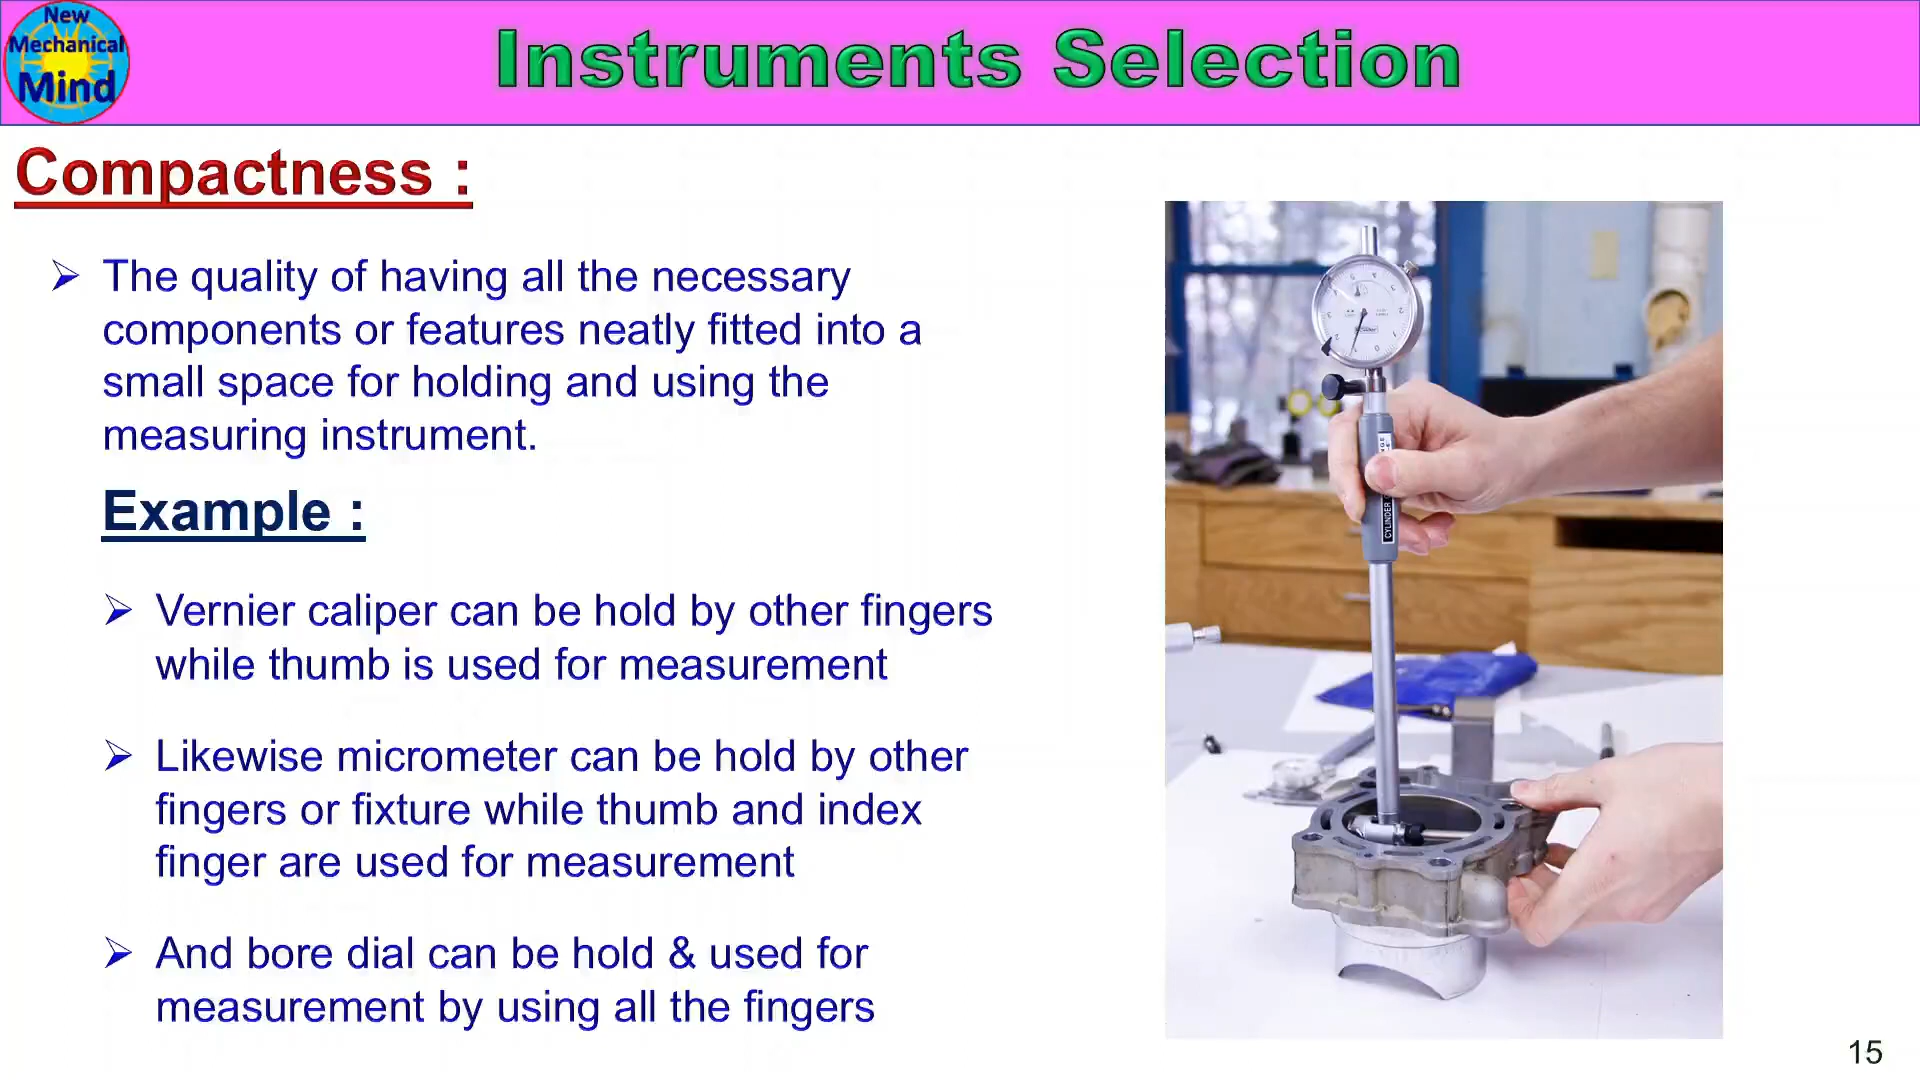 New
Mechanical
Mind
Instruments Selection
Compactness :
➢ The quality of having all the necessary
components or features neatly fitted into a
small space for holding and using the
measuring instrument.
Example :
➢ Vernier caliper can be hold by other fingers
while thumb is used for measurement
➢ Likewise micrometer can be hold by other
fingers or fixture while thumb and index
finger are used for measurement
➢ And bore dial can be hold & used for
measurement by using all the fingers
CYLINDER
15